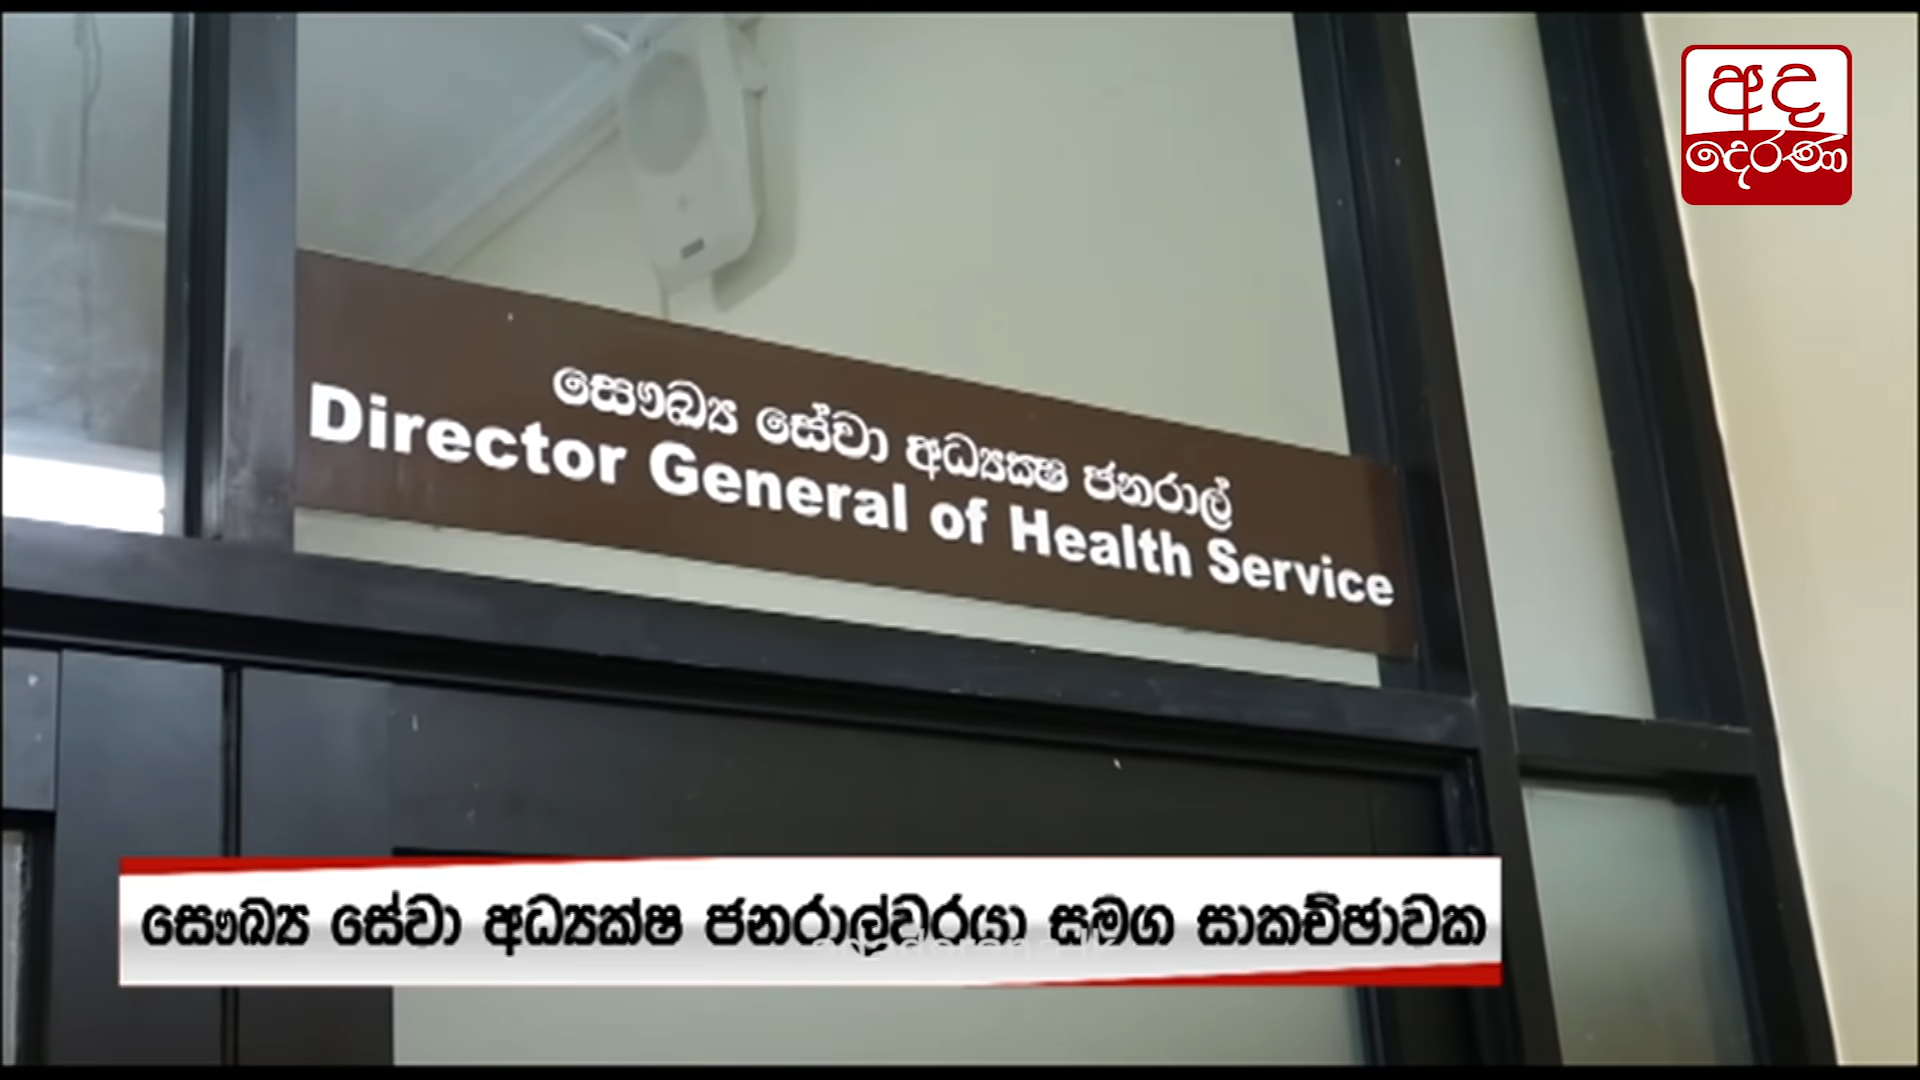 අද
දෙරණ
සෞඛ්‍ය සේවා අධ්‍යක්ෂ ජනරාල්
Director General of Health Service
සෞඛ්‍ය සේවා අධ්‍යක්ෂ ජනරාල්වරයා සමග සාකච්ඡාවක